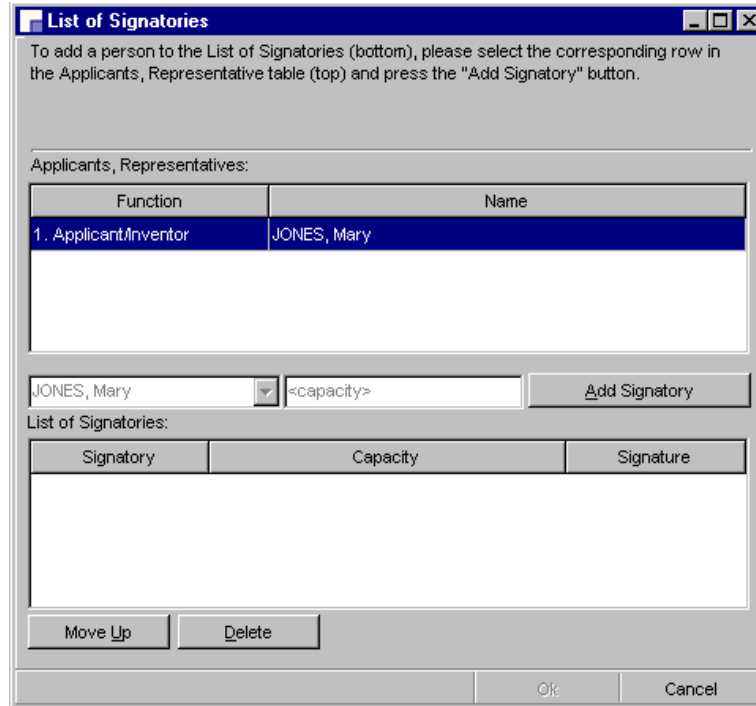 List of Signatories
To add a person to the List of Signatories (bottom), please select the corresponding row in
the Applicants, Representative table (top) and press the "Add Signatory" button.
Applicants, Representatives:
Function Name
1. Applicant/Inventor JONES, Mary
JONES, Mary <capacity> Add Signatory
List of Signatories:
Signatory Capacity Signature
Move Up Delete
Ok Cancel